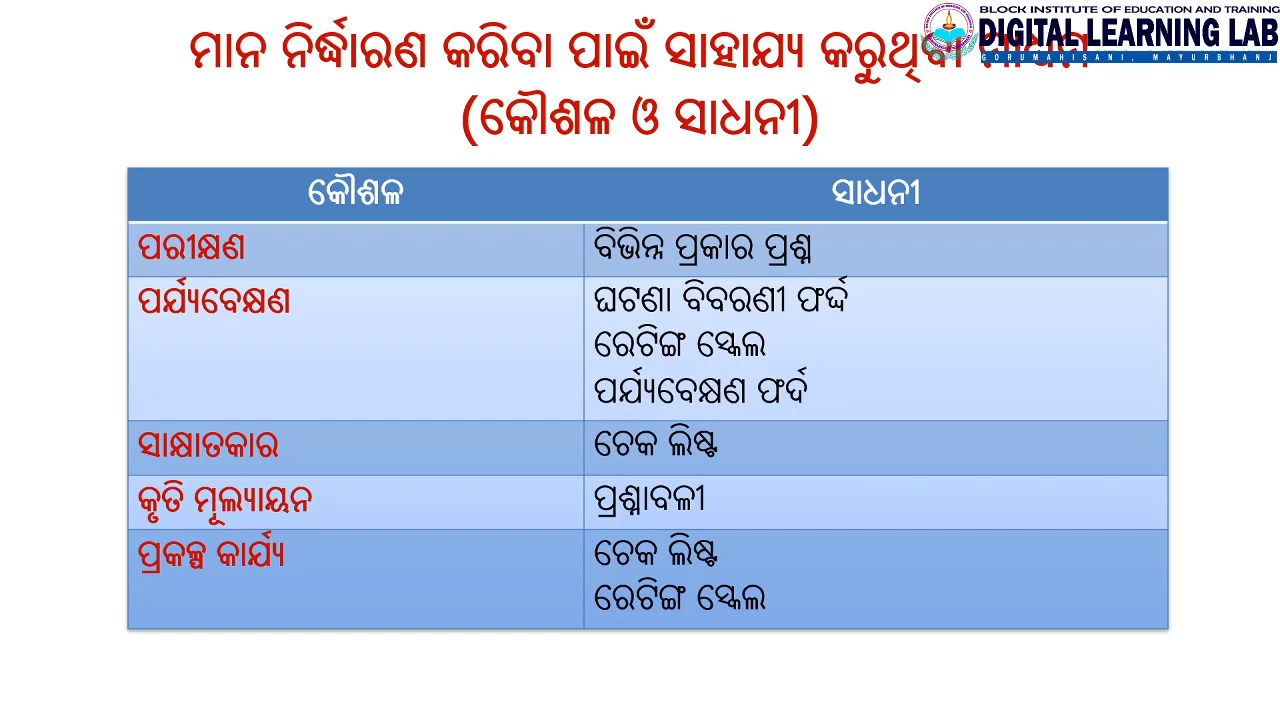 BLOCK INSTITUTE OF EDUCATION AND TRAINING
DIGITAL LEARNING LAB
GORUMAHISANI, MAYURBHANJ
ମାନ ନିର୍ଦ୍ଧାରଣ କରିବା ପାଇଁ ସାହାଯ୍ୟ କରୁଥିବା
(କୌଶଳ ଓ ସାଧନୀ)
କୌଶଳ ସାଧନୀ
ପରୀକ୍ଷଣ ବିଭିନ୍ନ ପ୍ରକାର ପ୍ରଶ୍ନ
ପର୍ଯ୍ୟବେକ୍ଷଣ ଘଟଣା ବିବରଣୀ ଫର୍ଦ୍ଦ
ରେଟିଙ୍ଗ ସ୍କେଲ
ପର୍ଯ୍ୟବେକ୍ଷଣ ଫର୍ଦ
ସାକ୍ଷାତକାର ଚେକ ଲିଷ୍ଟ
କୃତି ମୂଲ୍ୟାୟନ ପ୍ରଶ୍ନାବଳୀ
ପ୍ରକଳ୍ପ କାର୍ଯ୍ୟ ଚେକ ଲିଷ୍ଟ
ରେଟିଙ୍ଗ ସ୍କେଲ